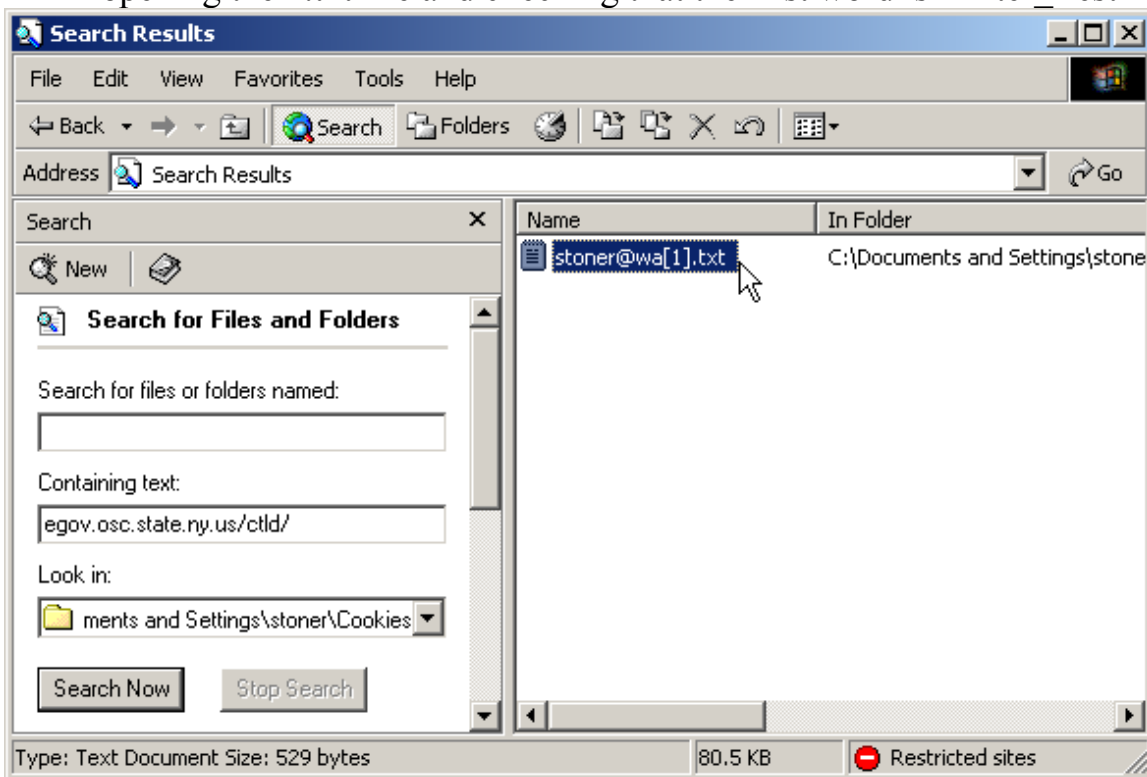 Search Results
File Edit View Favorites Tools Help
Back Search Folders
Address Search Results Go
Search
New
Search for Files and Folders
Search for files or folders named:
Containing text:
egov.osc.state.ny.us/ctld/
Look in:
ments and Settings\stoner\Cookies
Search Now Stop Search
Name In Folder
stoner@wa[1].txt C:\Documents and Settings\stone
Type: Text Document Size: 529 bytes 80.5 KB Restricted sites